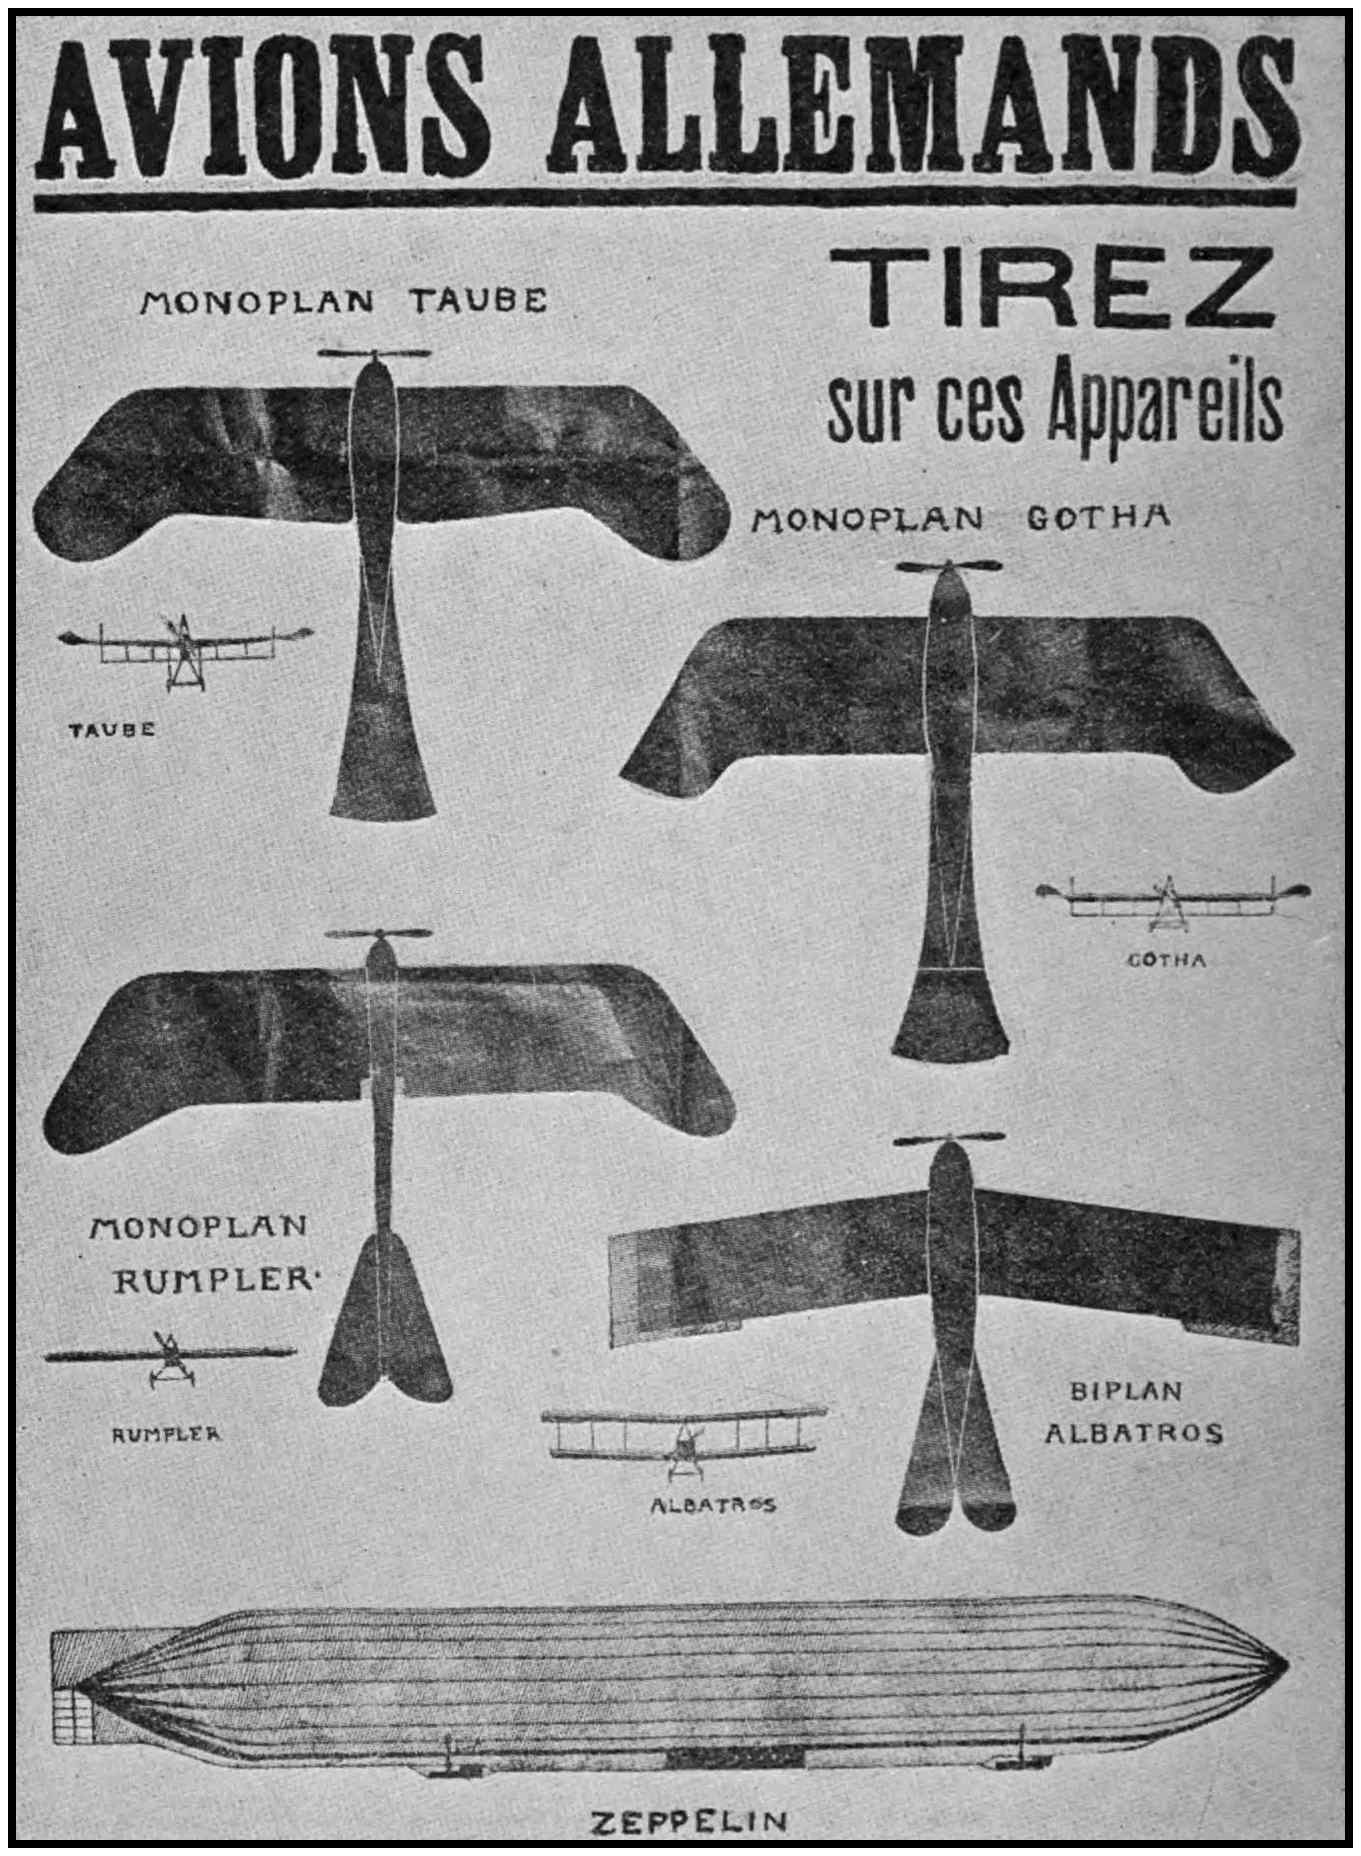 AVIONS ALLEMANDS
TIREZ
sur ces Appareils
MONOPLAN TAUBE
TAUBE
MONOPLAN GOTHA
GOTHA
MONOPLAN
RUMPLER
RUMPLER
BIPLAN
ALBATROS
ALBATROS
ZEPPELIN